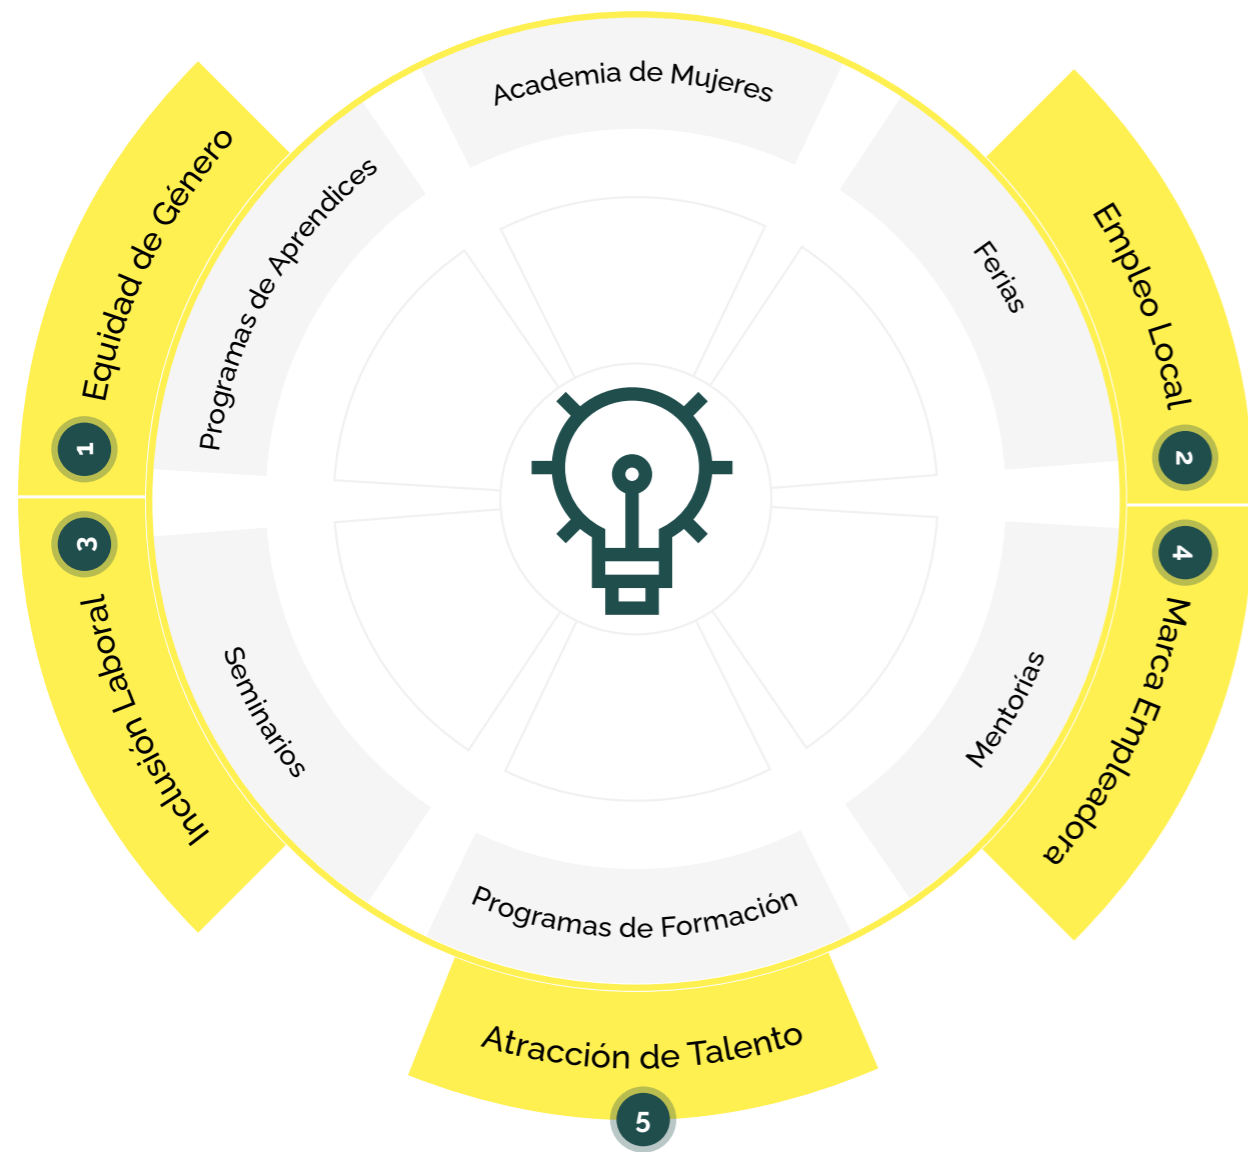 Academia de Mujeres
Programas de Aprendices
Ferias
Seminarios
Mentorías
Programas de Formación
1
Equidad de Género
2
Empleo Local
3
Inclusión Laboral
4
Marca Empleadora
Atracción de Talento
5